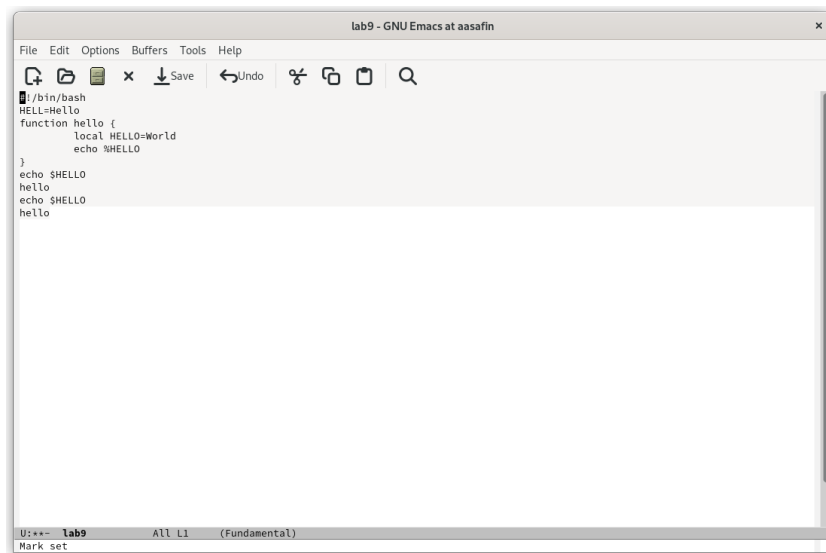 lab9 - GNU Emacs at aasafin
File Edit Options Buffers Tools Help
Save Undo
#!/bin/bash
HELL=Hello
function hello {
        local HELLO=World
        echo %HELLO
}
echo $HELLO
hello
echo $HELLO
hello
U:**-  lab9           All L1     (Fundamental)
Mark set